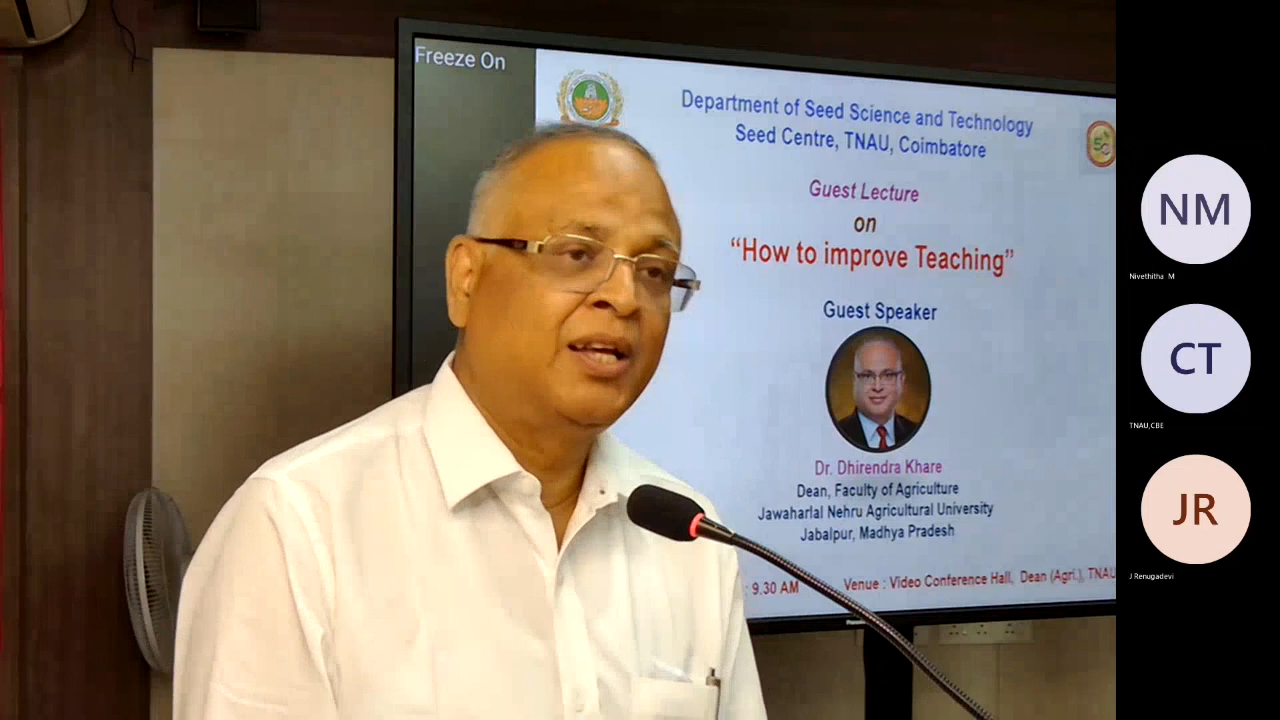 Freeze On
Department of Seed Science and Technology
Seed Centre, TNAU, Coimbatore
Guest Lecture
on
“How to improve Teaching”
Guest Speaker
Dr. Dhirendra Khare
Dean, Faculty of Agriculture
Jawaharlal Nehru Agricultural University
Jabalpur, Madhya Pradesh
: 9.30 AM Venue : Video Conference Hall, Dean (Agri.), TNAU
Panasonic
SC
NM
Nivethitha M
CT
TNAU,CBE
JR
J Renugadevi